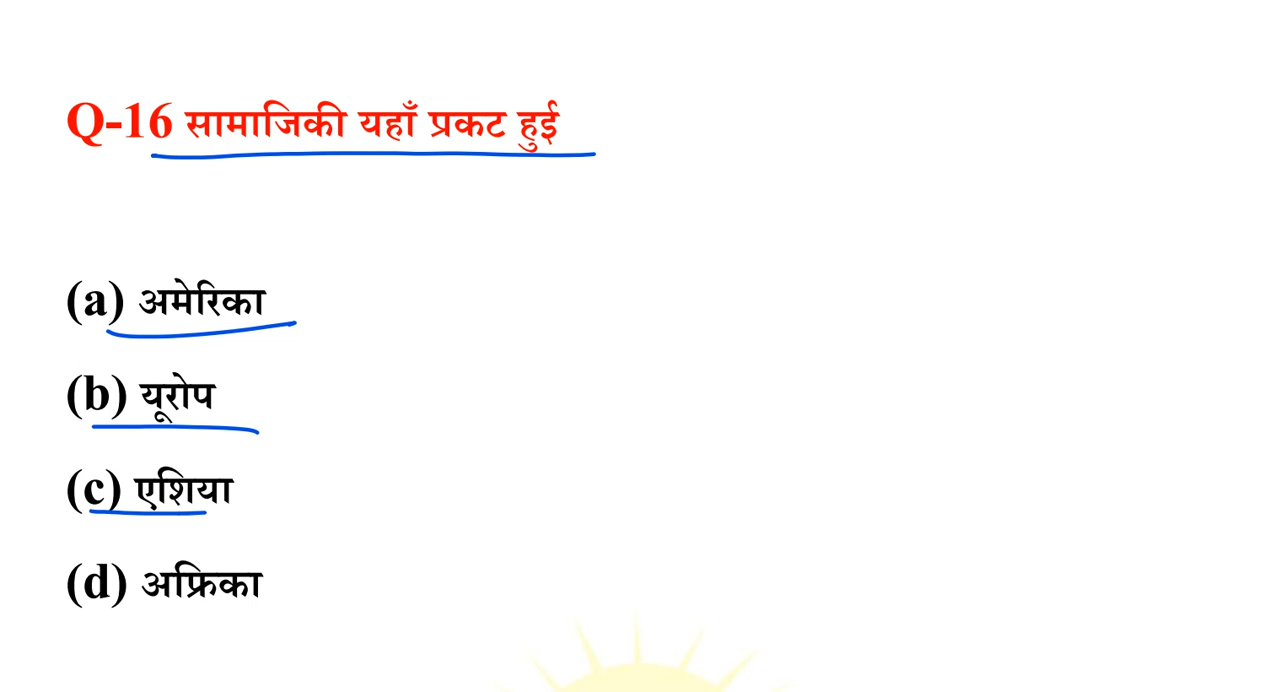 Q-16 सामाजिकी यहाँ प्रकट हुई
(a) अमेरिका
(b) यूरोप
(c) एशिया
(d) अफ्रिका